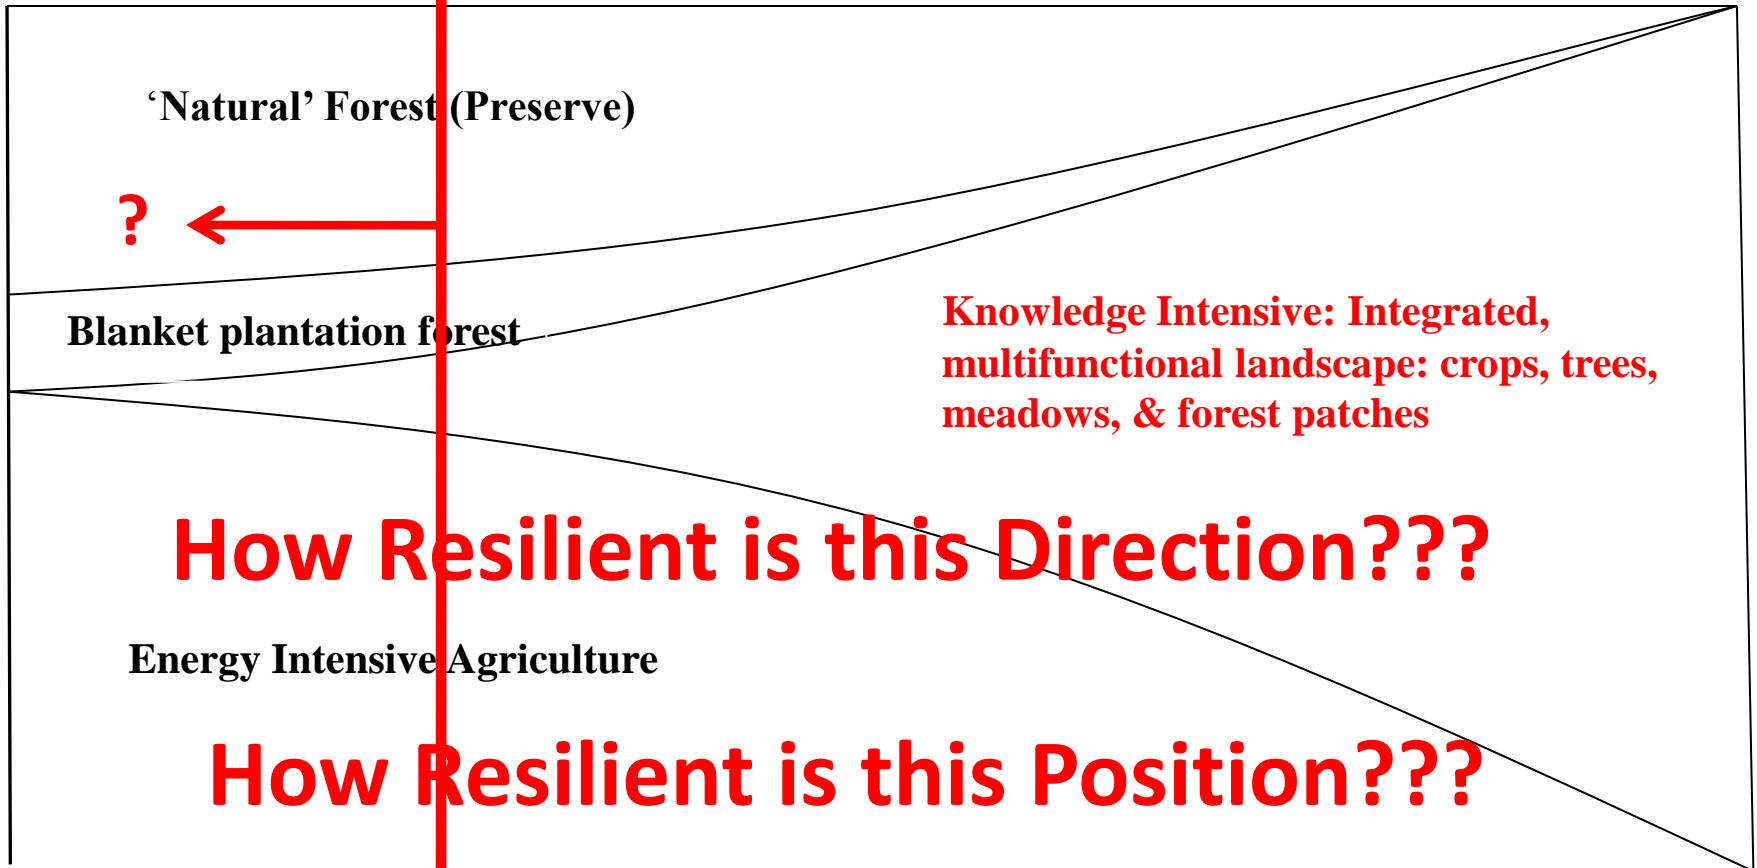 ‘Natural’ Forest (Preserve)
?
Blanket plantation forest
Knowledge Intensive: Integrated,
multifunctional landscape: crops, trees,
meadows, & forest patches
How Resilient is this Direction???
Energy Intensive Agriculture
How Resilient is this Position???